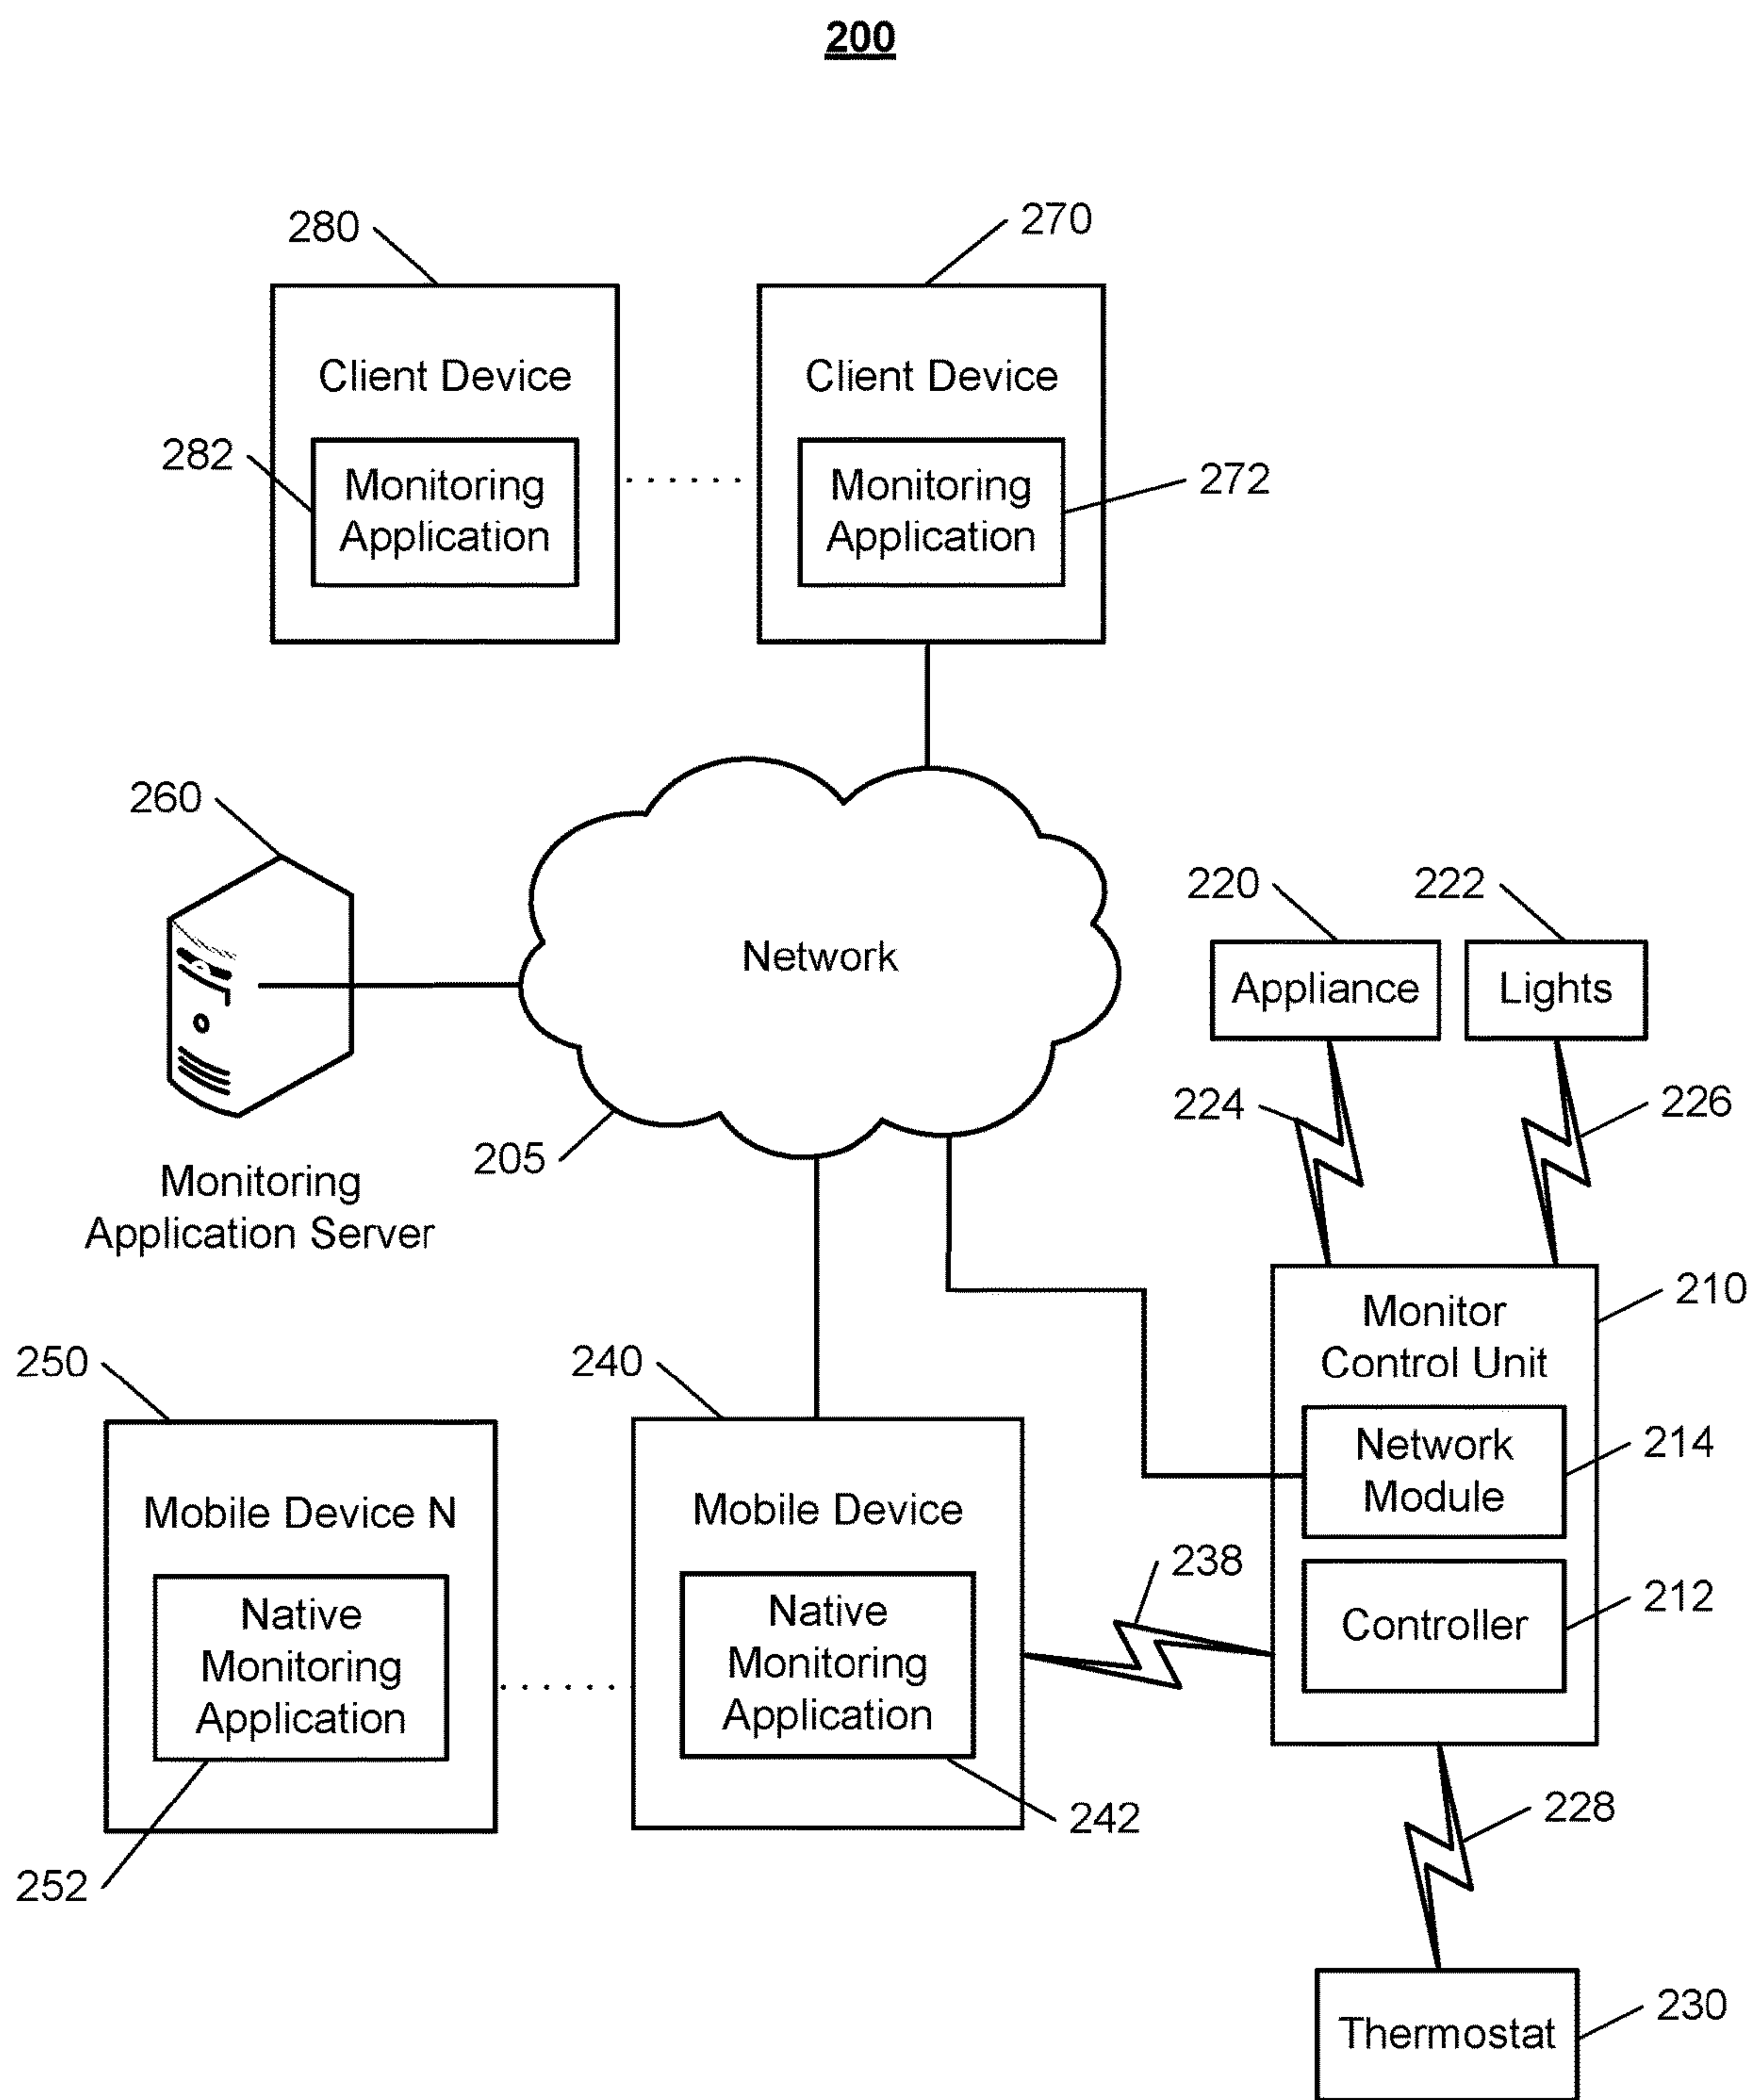 200
280
270
Client Device
Client Device
282
Monitoring
Application
Monitoring
Application
272
260
Network
220
222
Appliance
Lights
224
226
205
Monitoring
Application Server
210
Monitor
Control Unit
250
240
Network
Module
214
Mobile Device N
Mobile Device
238
Controller
212
Native
Monitoring
Application
Native
Monitoring
Application
242
228
252
230
Thermostat